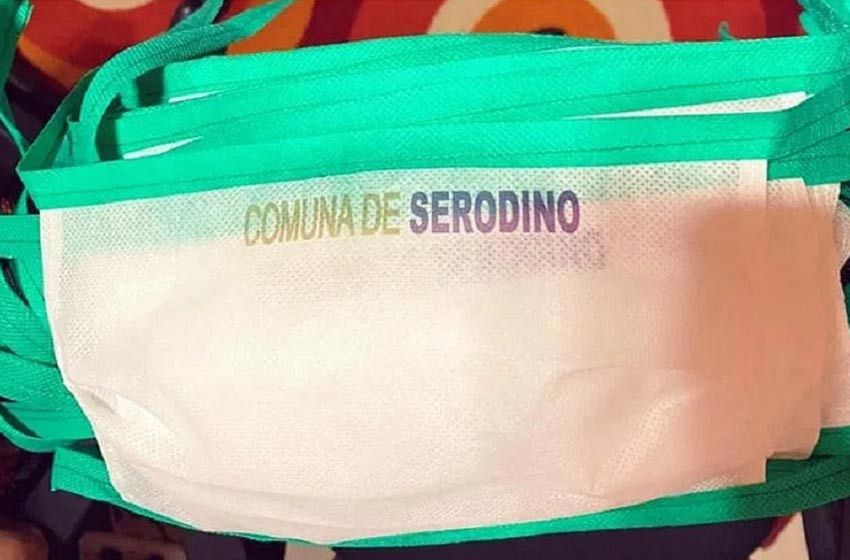 COMUNA DE SERODINO